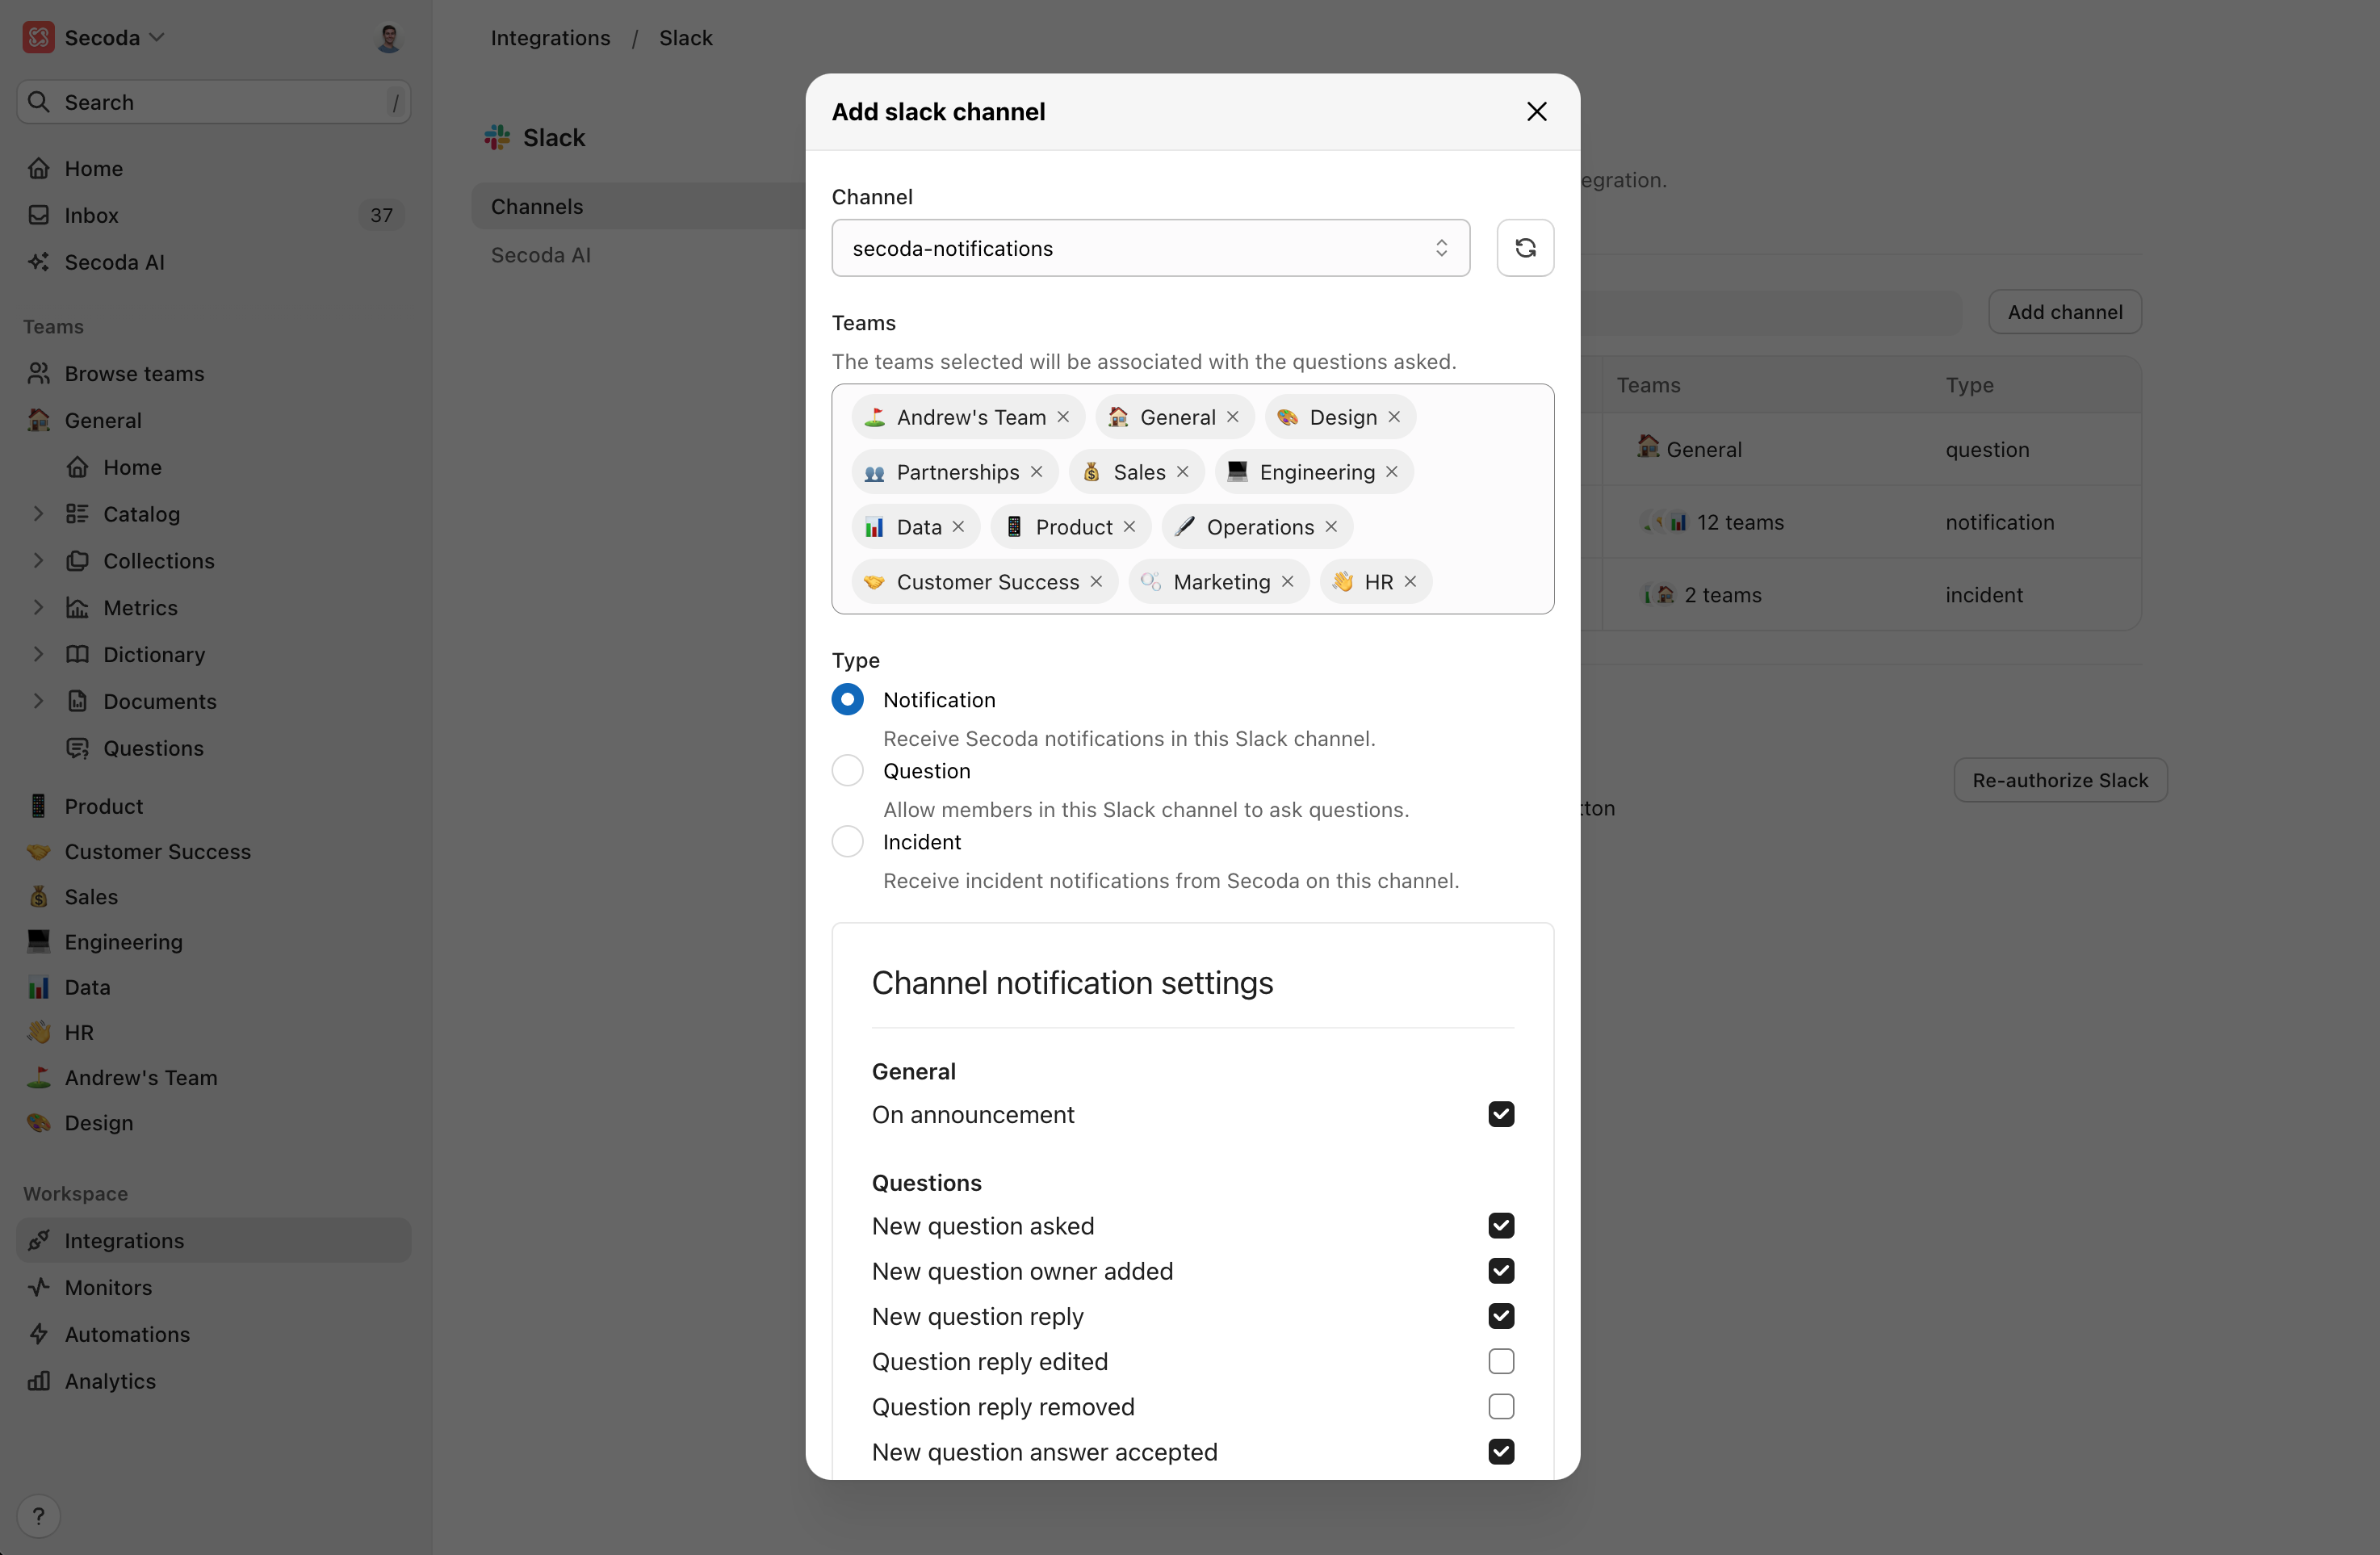 Secoda
Search /
Home
Inbox 37
Secoda AI
Teams
Browse teams
General
Home
Catalog
Collections
Metrics
Dictionary
Documents
Questions
Product
Customer Success
Sales
Engineering
Data
HR
Andrew's Team
Design
Workspace
Integrations
Monitors
Automations
Analytics
?
Integrations / Slack
Slack
Channels
Secoda AI
Add slack channel
Channel
secoda-notifications
Teams
The teams selected will be associated with the questions asked.
Andrew's Team General Design
Partnerships Sales Engineering
Data Product Operations
Customer Success Marketing HR
Type
Notification
Receive Secoda notifications in this Slack channel.
Question
Allow members in this Slack channel to ask questions.
Incident
Receive incident notifications from Secoda on this channel.
Channel notification settings
General
On announcement
Questions
New question asked
New question owner added
New question reply
Question reply edited
Question reply removed
New question answer accepted
egration.
Add channel
Teams Type
General question
12 teams notification
2 teams incident
Re-authorize Slack
tton